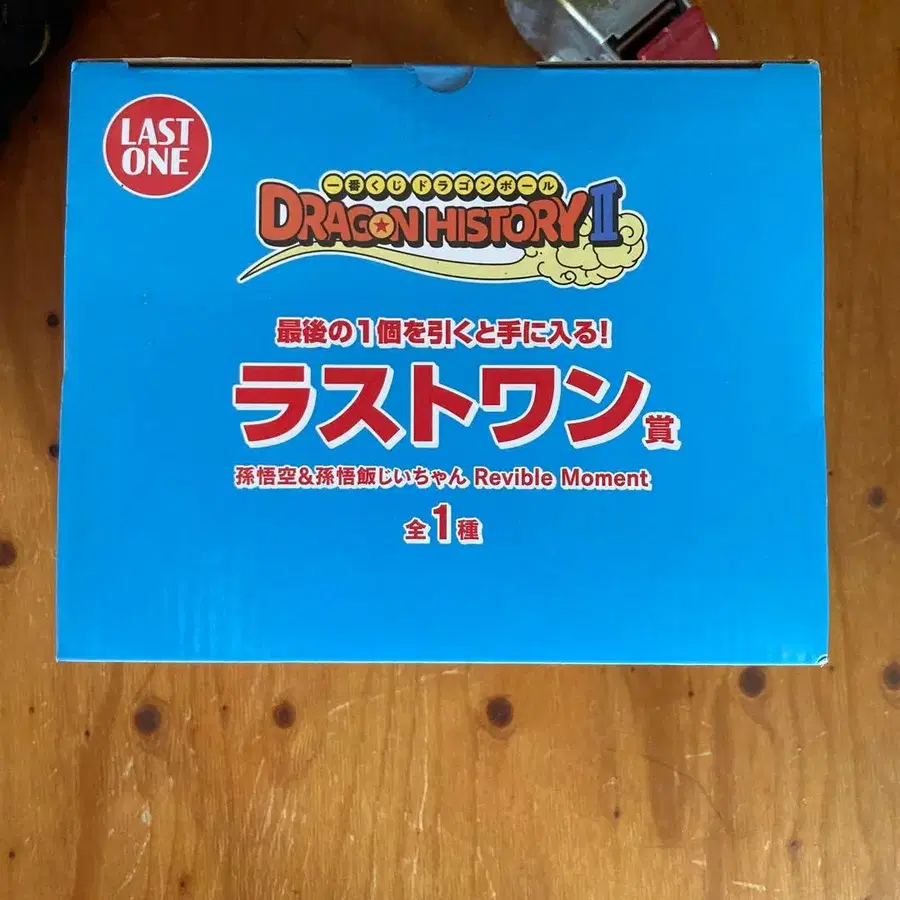 LAST
ONE
一番くじ ドラゴンボール
DRAGON HISTORY II
最後の1個を引くと手に入る!
ラストワン賞
孫悟空&孫悟飯じいちゃん Revible Moment
全1種